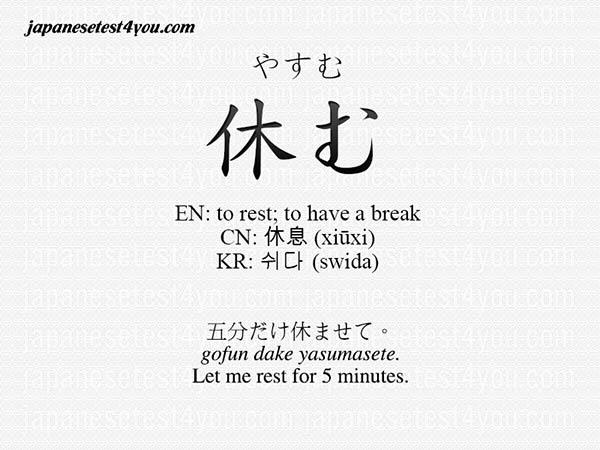 japanesetest4you.com
やすむ
休む
EN: to rest; to have a break
CN: 休息 (xiūxi)
KR: 쉬다 (swida)
五分だけ休ませて。
gofun dake yasumasete.
Let me rest for 5 minutes.